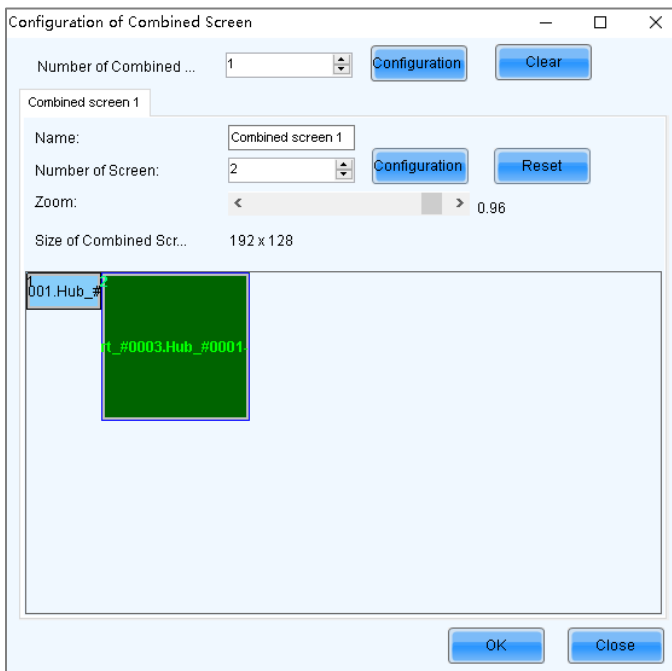 Configuration of Combined Screen
Number of Combined ... 1 Configuration Clear
Combined screen 1
Name: Combined screen 1
Number of Screen: 2 Configuration Reset
Zoom: 0.96
Size of Combined Scr... 192 x 128
1 2
001.Hub_#
rt_#0003.Hub_#0001-
OK Close